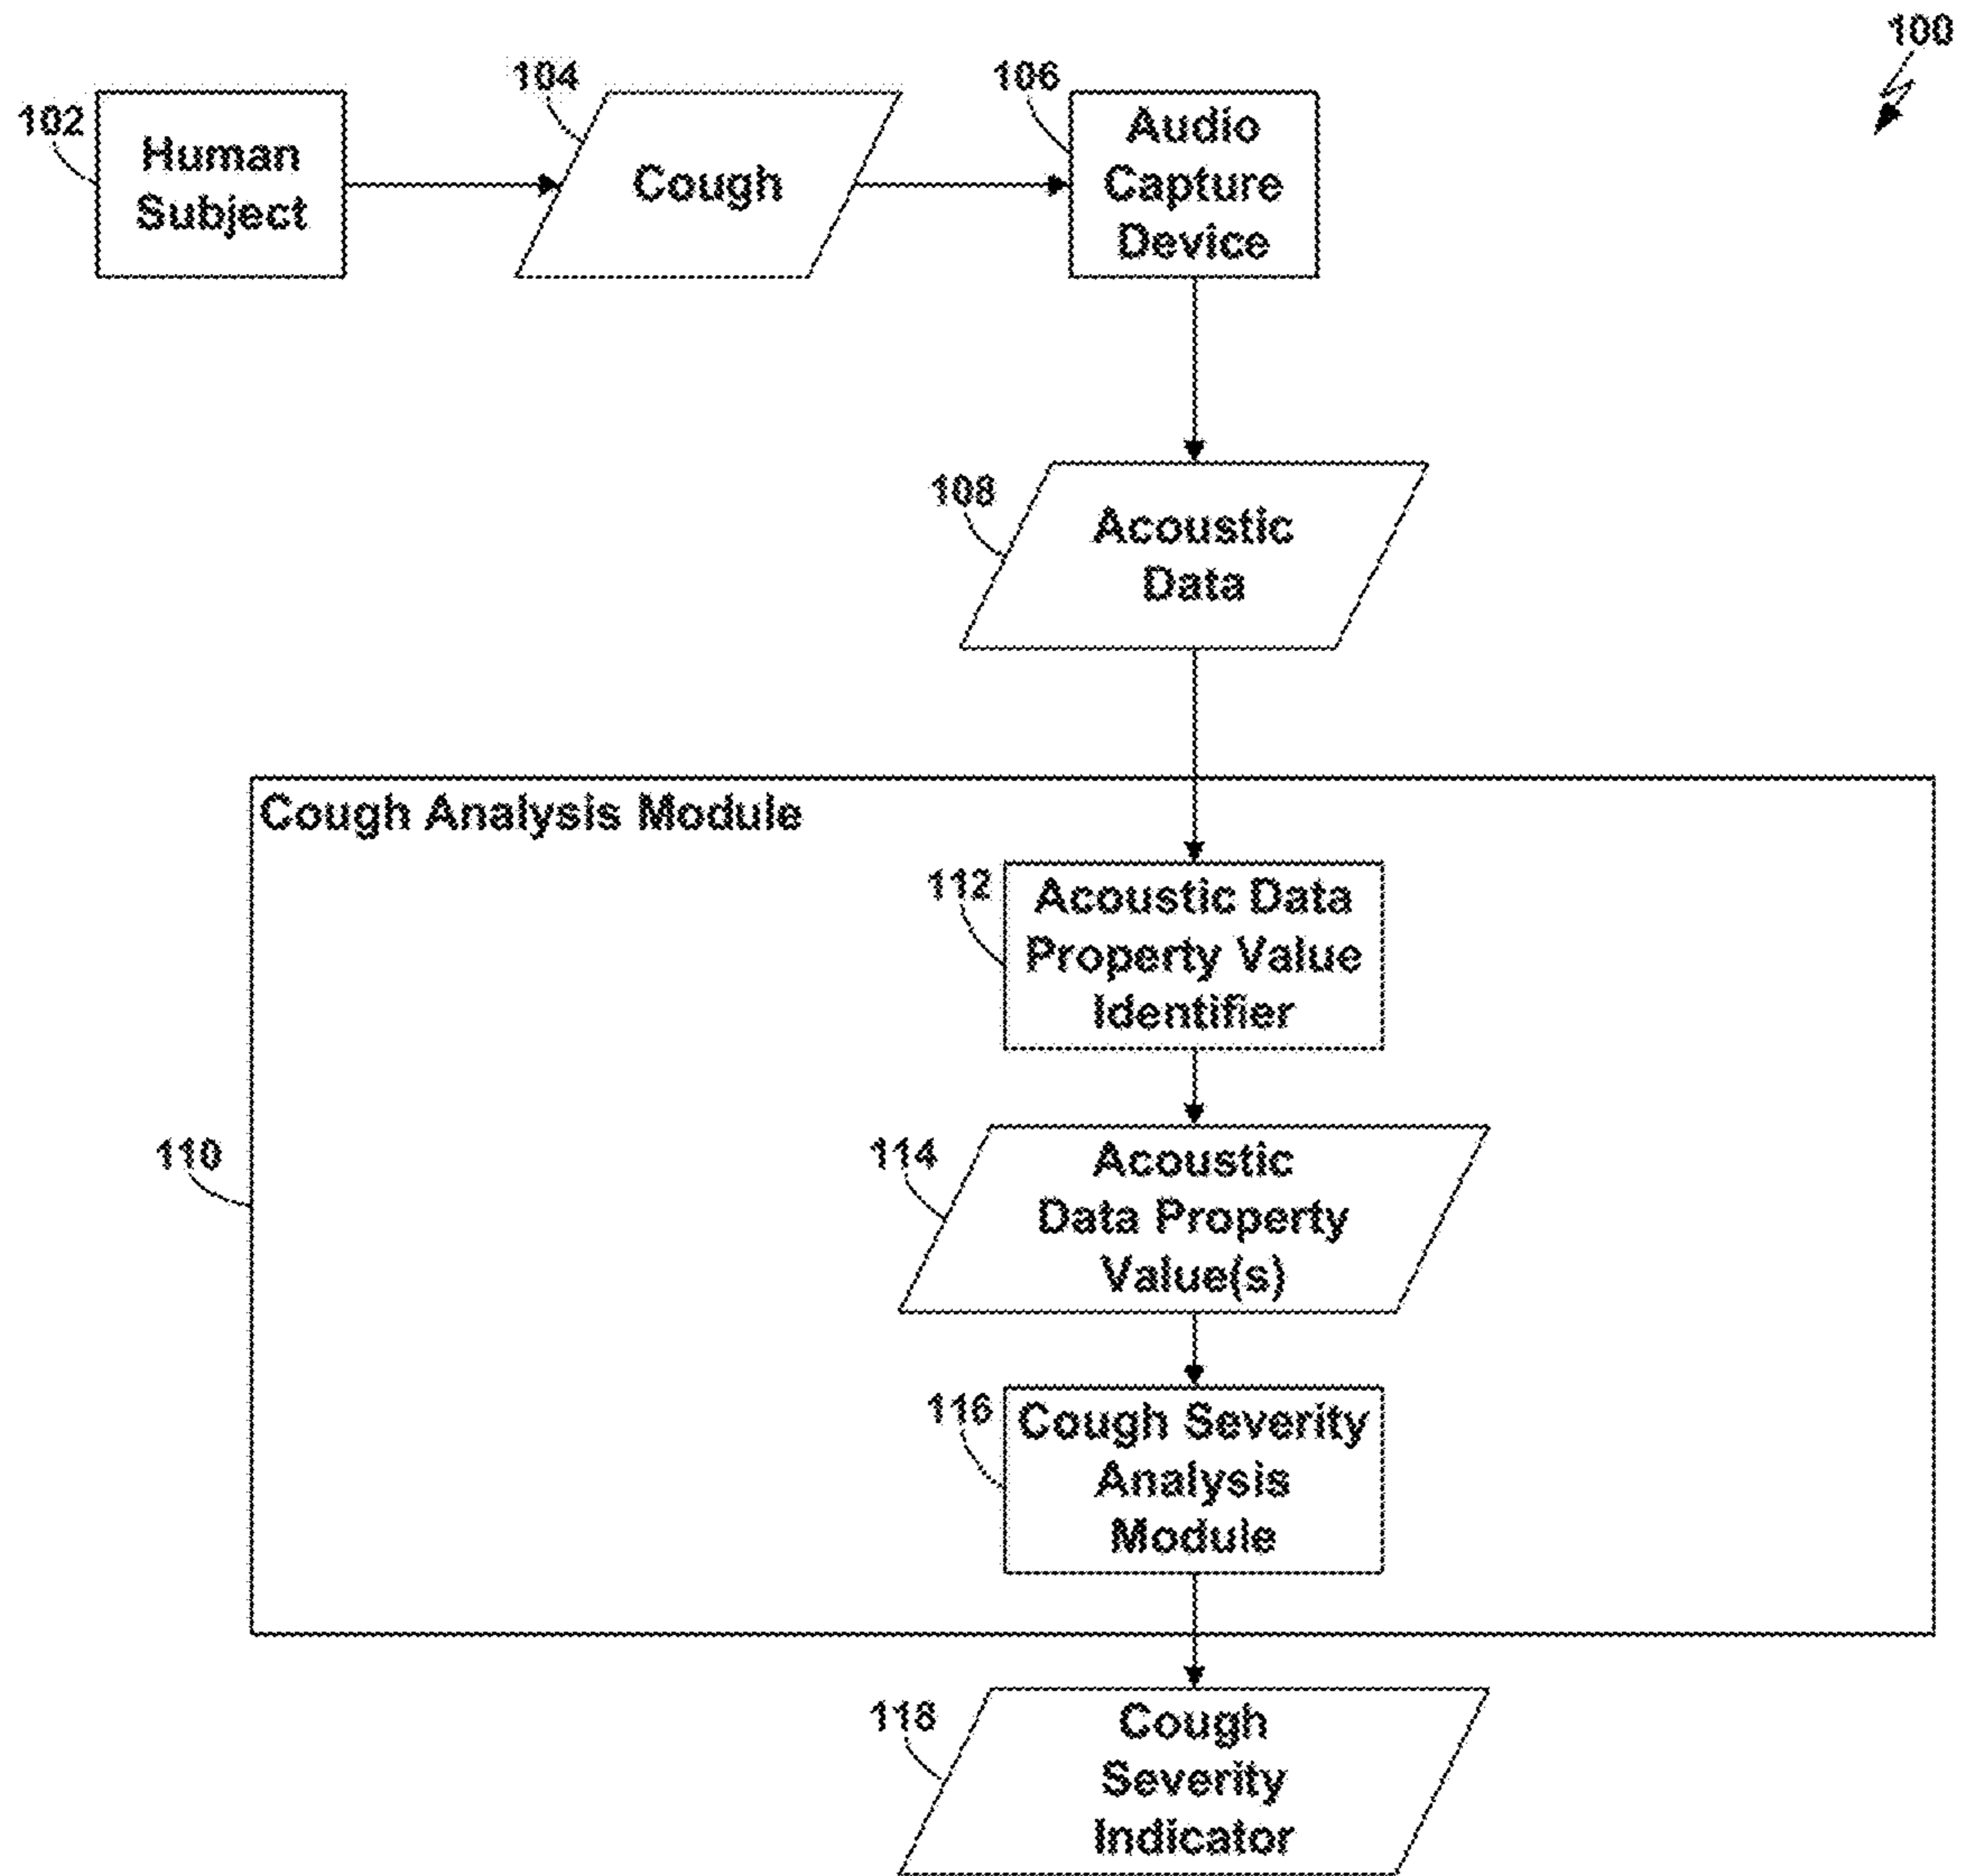 100
104
106
102
Human
Subject
Cough
Audio
Capture
Device
108
Acoustic
Data
Cough Analysis Module
112
Acoustic Data
Property Value
Identifier
110
114
Acoustic
Data Property
Value(s)
116
Cough Severity
Analysis
Module
118
Cough
Severity
Indicator